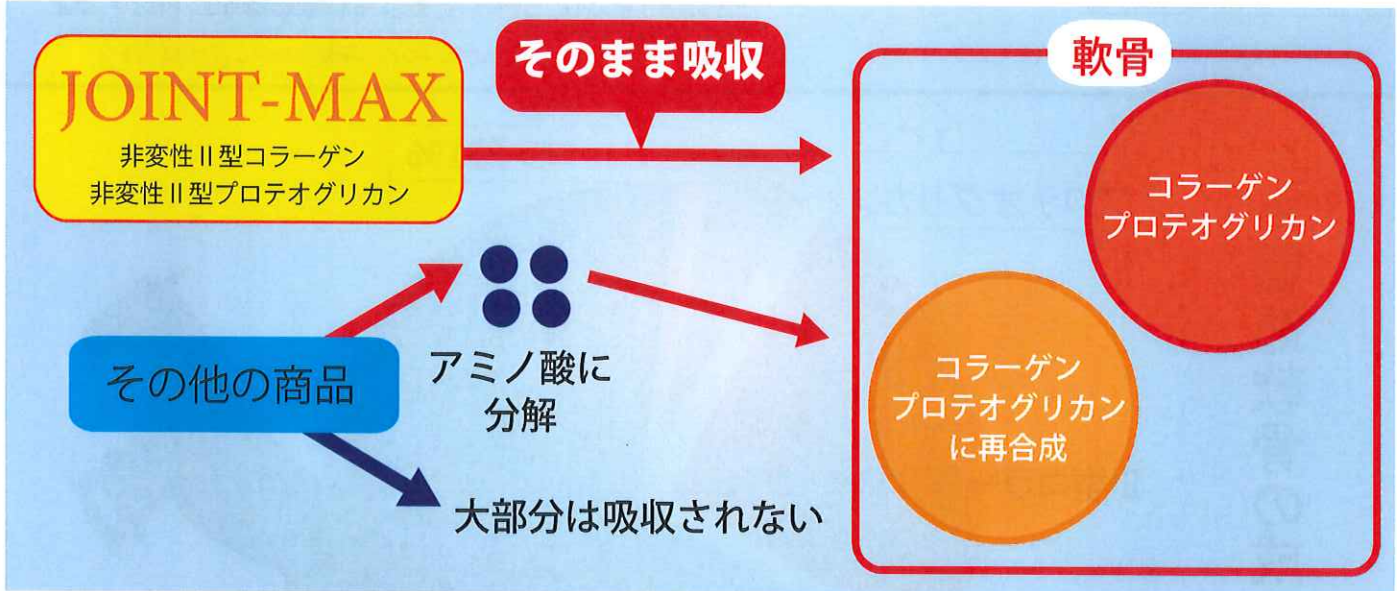 JOINT-MAX
非変性Ⅱ型コラーゲン
非変性Ⅱ型プロテオグリカン
そのまま吸収
軟骨
コラーゲン
プロテオグリカン
その他の商品
アミノ酸に
分解
大部分は吸収されない
コラーゲン
プロテオグリカン
に再合成